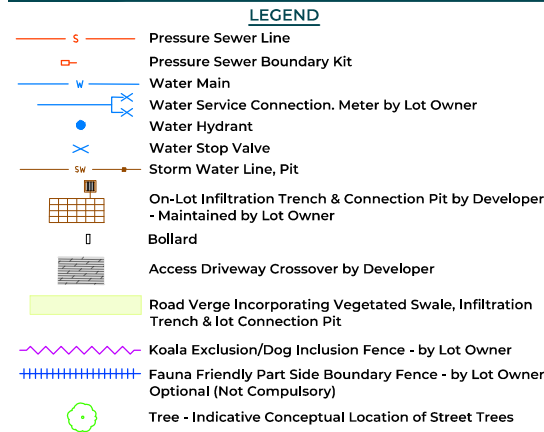 LEGEND
S Pressure Sewer Line
Pressure Sewer Boundary Kit
W Water Main
Water Service Connection. Meter by Lot Owner
Water Hydrant
Water Stop Valve
SW Storm Water Line, Pit
On-Lot Infiltration Trench & Connection Pit by Developer
- Maintained by Lot Owner
Bollard
Access Driveway Crossover by Developer
Road Verge Incorporating Vegetated Swale, Infiltration
Trench & lot Connection Pit
Koala Exclusion/Dog Inclusion Fence - by Lot Owner
Fauna Friendly Part Side Boundary Fence - by Lot Owner
Optional (Not Compulsory)
Tree - Indicative Conceptual Location of Street Trees